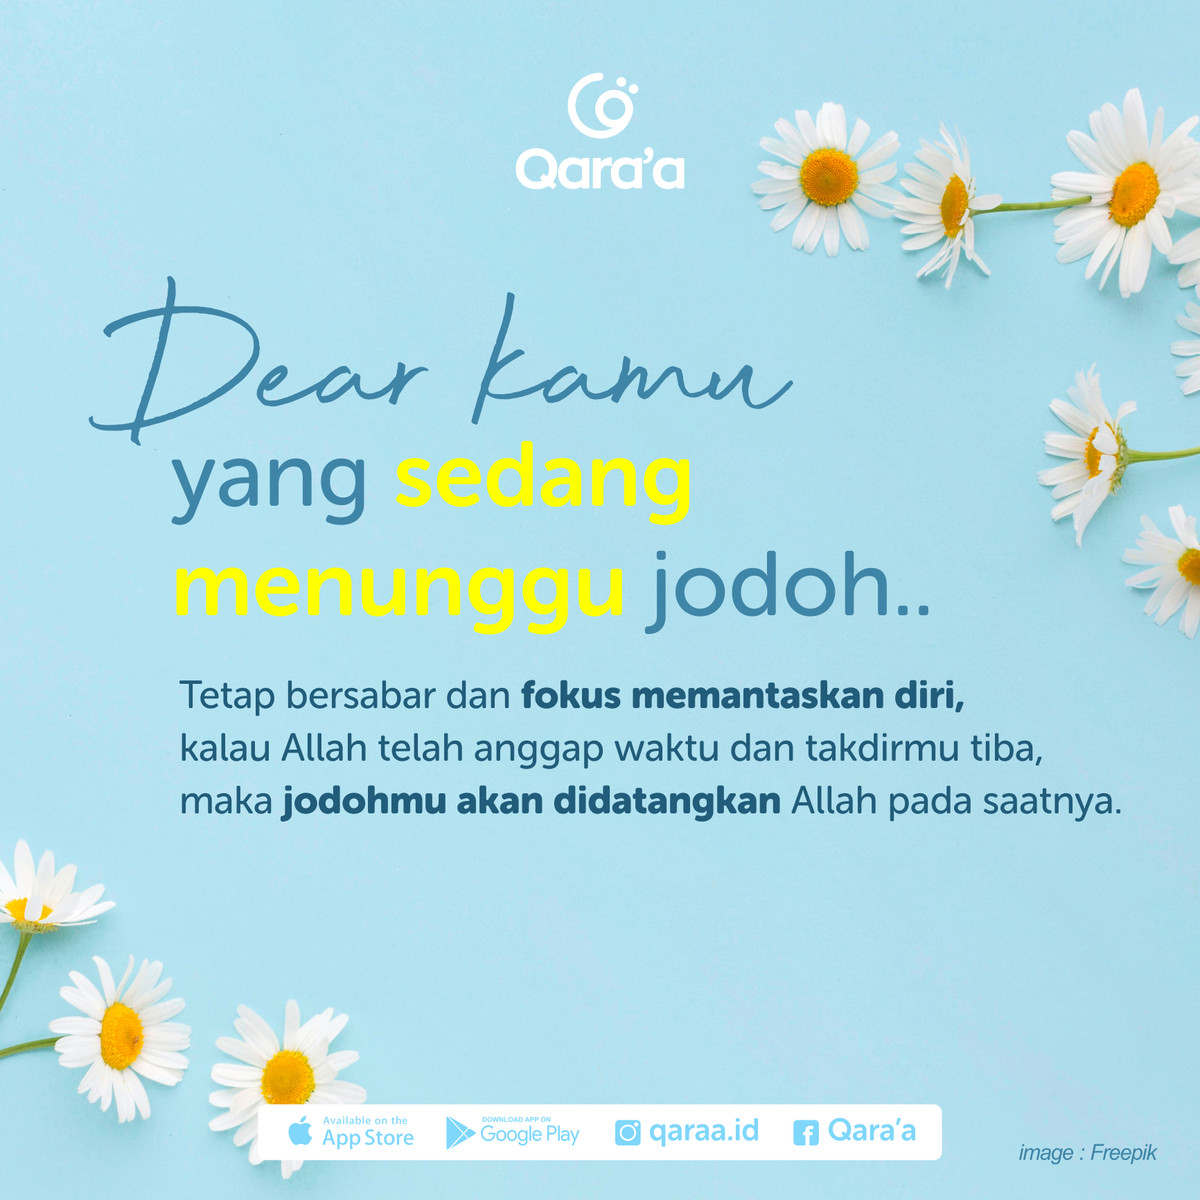 Qara'a
Dear kamu
yang sedang
menunggu jodoh..
Tetap bersabar dan fokus memantaskan diri,
kalau Allah telah anggap waktu dan takdirmu tiba,
maka jodohmu akan didatangkan Allah pada saatnya.
Available on the
App Store
DOWNLOAD APP ON
Google Play
qaraa.id
Qara'a
image : Freepik